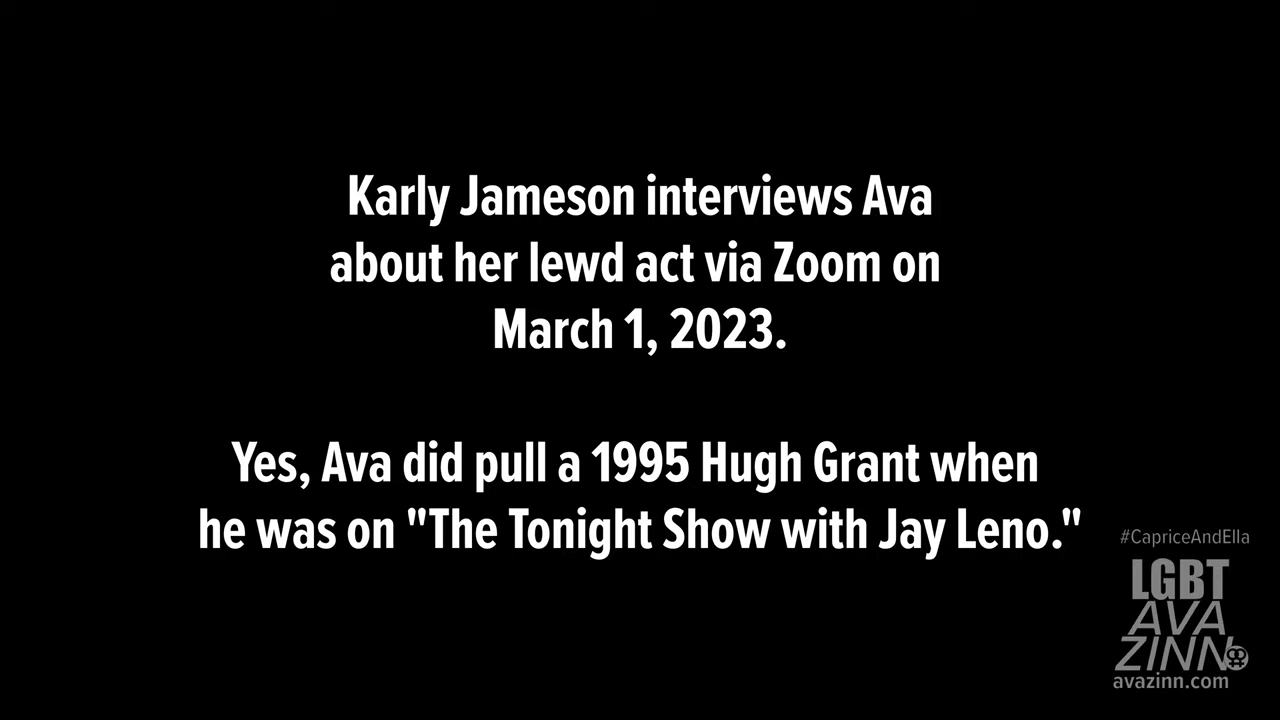 Karly Jameson interviews Ava
about her lewd act via Zoom on
March 1, 2023.
Yes, Ava did pull a 1995 Hugh Grant when
he was on "The Tonight Show with Jay Leno."
#CapriceAndElla
LGBT
AVA
ZINN
avazinn.com